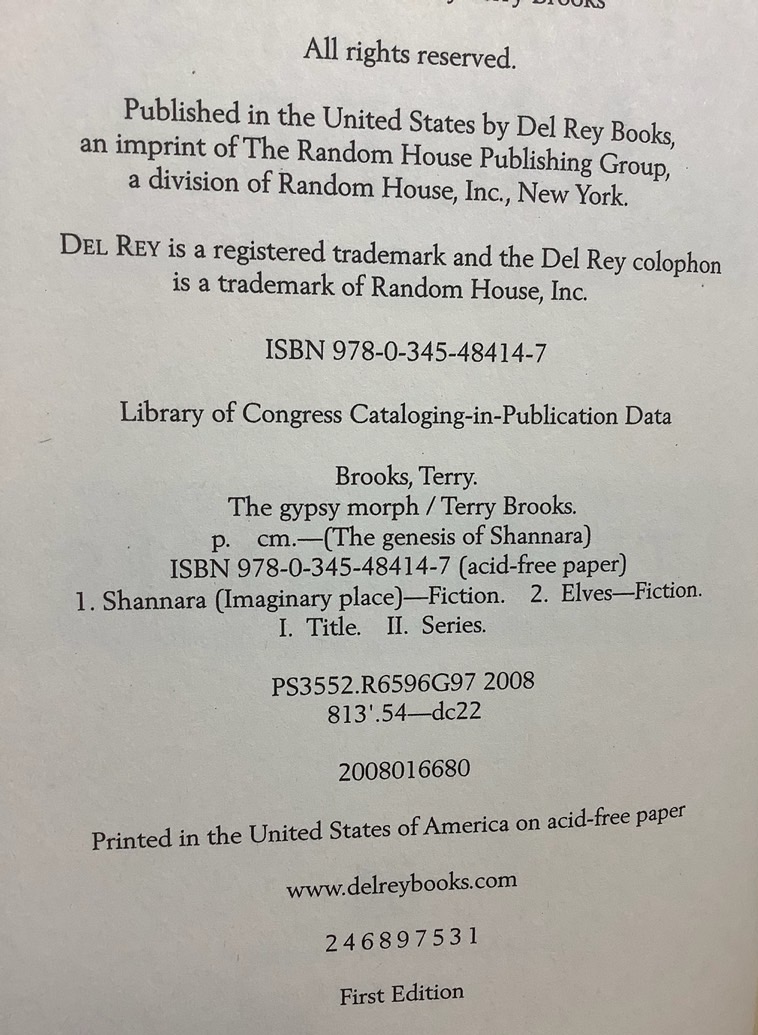 Brooks
All rights reserved.
Published in the United States by Del Rey Books,
an imprint of The Random House Publishing Group,
a division of Random House, Inc., New York.
DEL REY is a registered trademark and the Del Rey colophon
is a trademark of Random House, Inc.
ISBN 978-0-345-48414-7
Library of Congress Cataloging-in-Publication Data
Brooks, Terry.
The gypsy morph / Terry Brooks.
p. cm.—(The genesis of Shannara)
ISBN 978-0-345-48414-7 (acid-free paper)
1. Shannara (Imaginary place)—Fiction. 2. Elves—Fiction.
I. Title. II. Series.
PS3552.R6596G97 2008
813'.54—dc22
2008016680
Printed in the United States of America on acid-free paper
www.delreybooks.com
2 4 6 8 9 7 5 3 1
First Edition